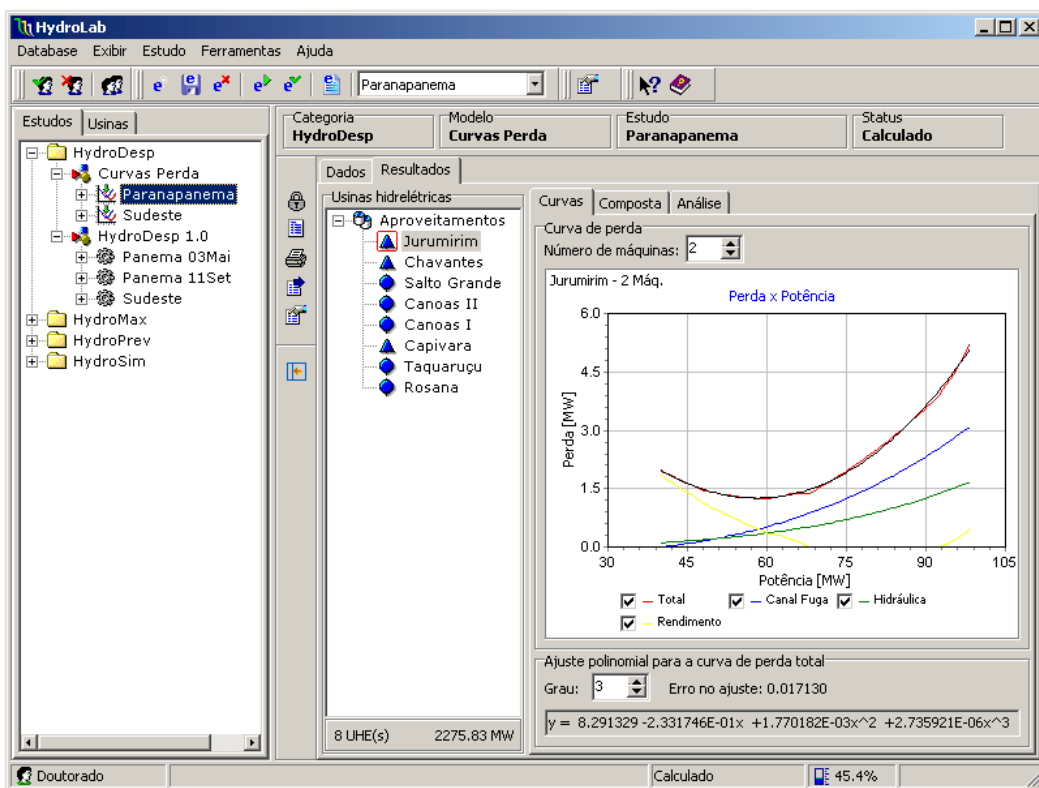 HydroLab
Database Exibir Estudo Ferramentas Ajuda
Paranapanema
Estudos Usinas
HydroDesp
Curvas Perda
Paranapanema
Sudeste
HydroDesp 1.0
Panema 03Mai
Panema 11Set
Sudeste
HydroMax
HydroPrev
HydroSim
Categoria
HydroDesp
Modelo
Curvas Perda
Estudo
Paranapanema
Status
Calculado
Dados Resultados
Usinas hidrelétricas
Aproveitamentos
Jurumirim
Chavantes
Salto Grande
Canoas II
Canoas I
Capivara
Taquaruçu
Rosana
8 UHE(s) 2275.83 MW
Curvas Composta Análise
Curva de perda
Número de máquinas: 2
Jurumirim - 2 Máq.
Perda x Potência
6.0
4.5
3.0
1.5
0.0
Perda [MW]
30 45 60 75 90 105
Potência [MW]
Total Canal Fuga Hidráulica
Rendimento
Ajuste polinomial para a curva de perda total
Grau: 3 Erro no ajuste: 0.017130
y = 8.291329 -2.331746E-01x +1.770182E-03x^2 +2.735921E-06x^3
Doutorado Calculado 45.4%